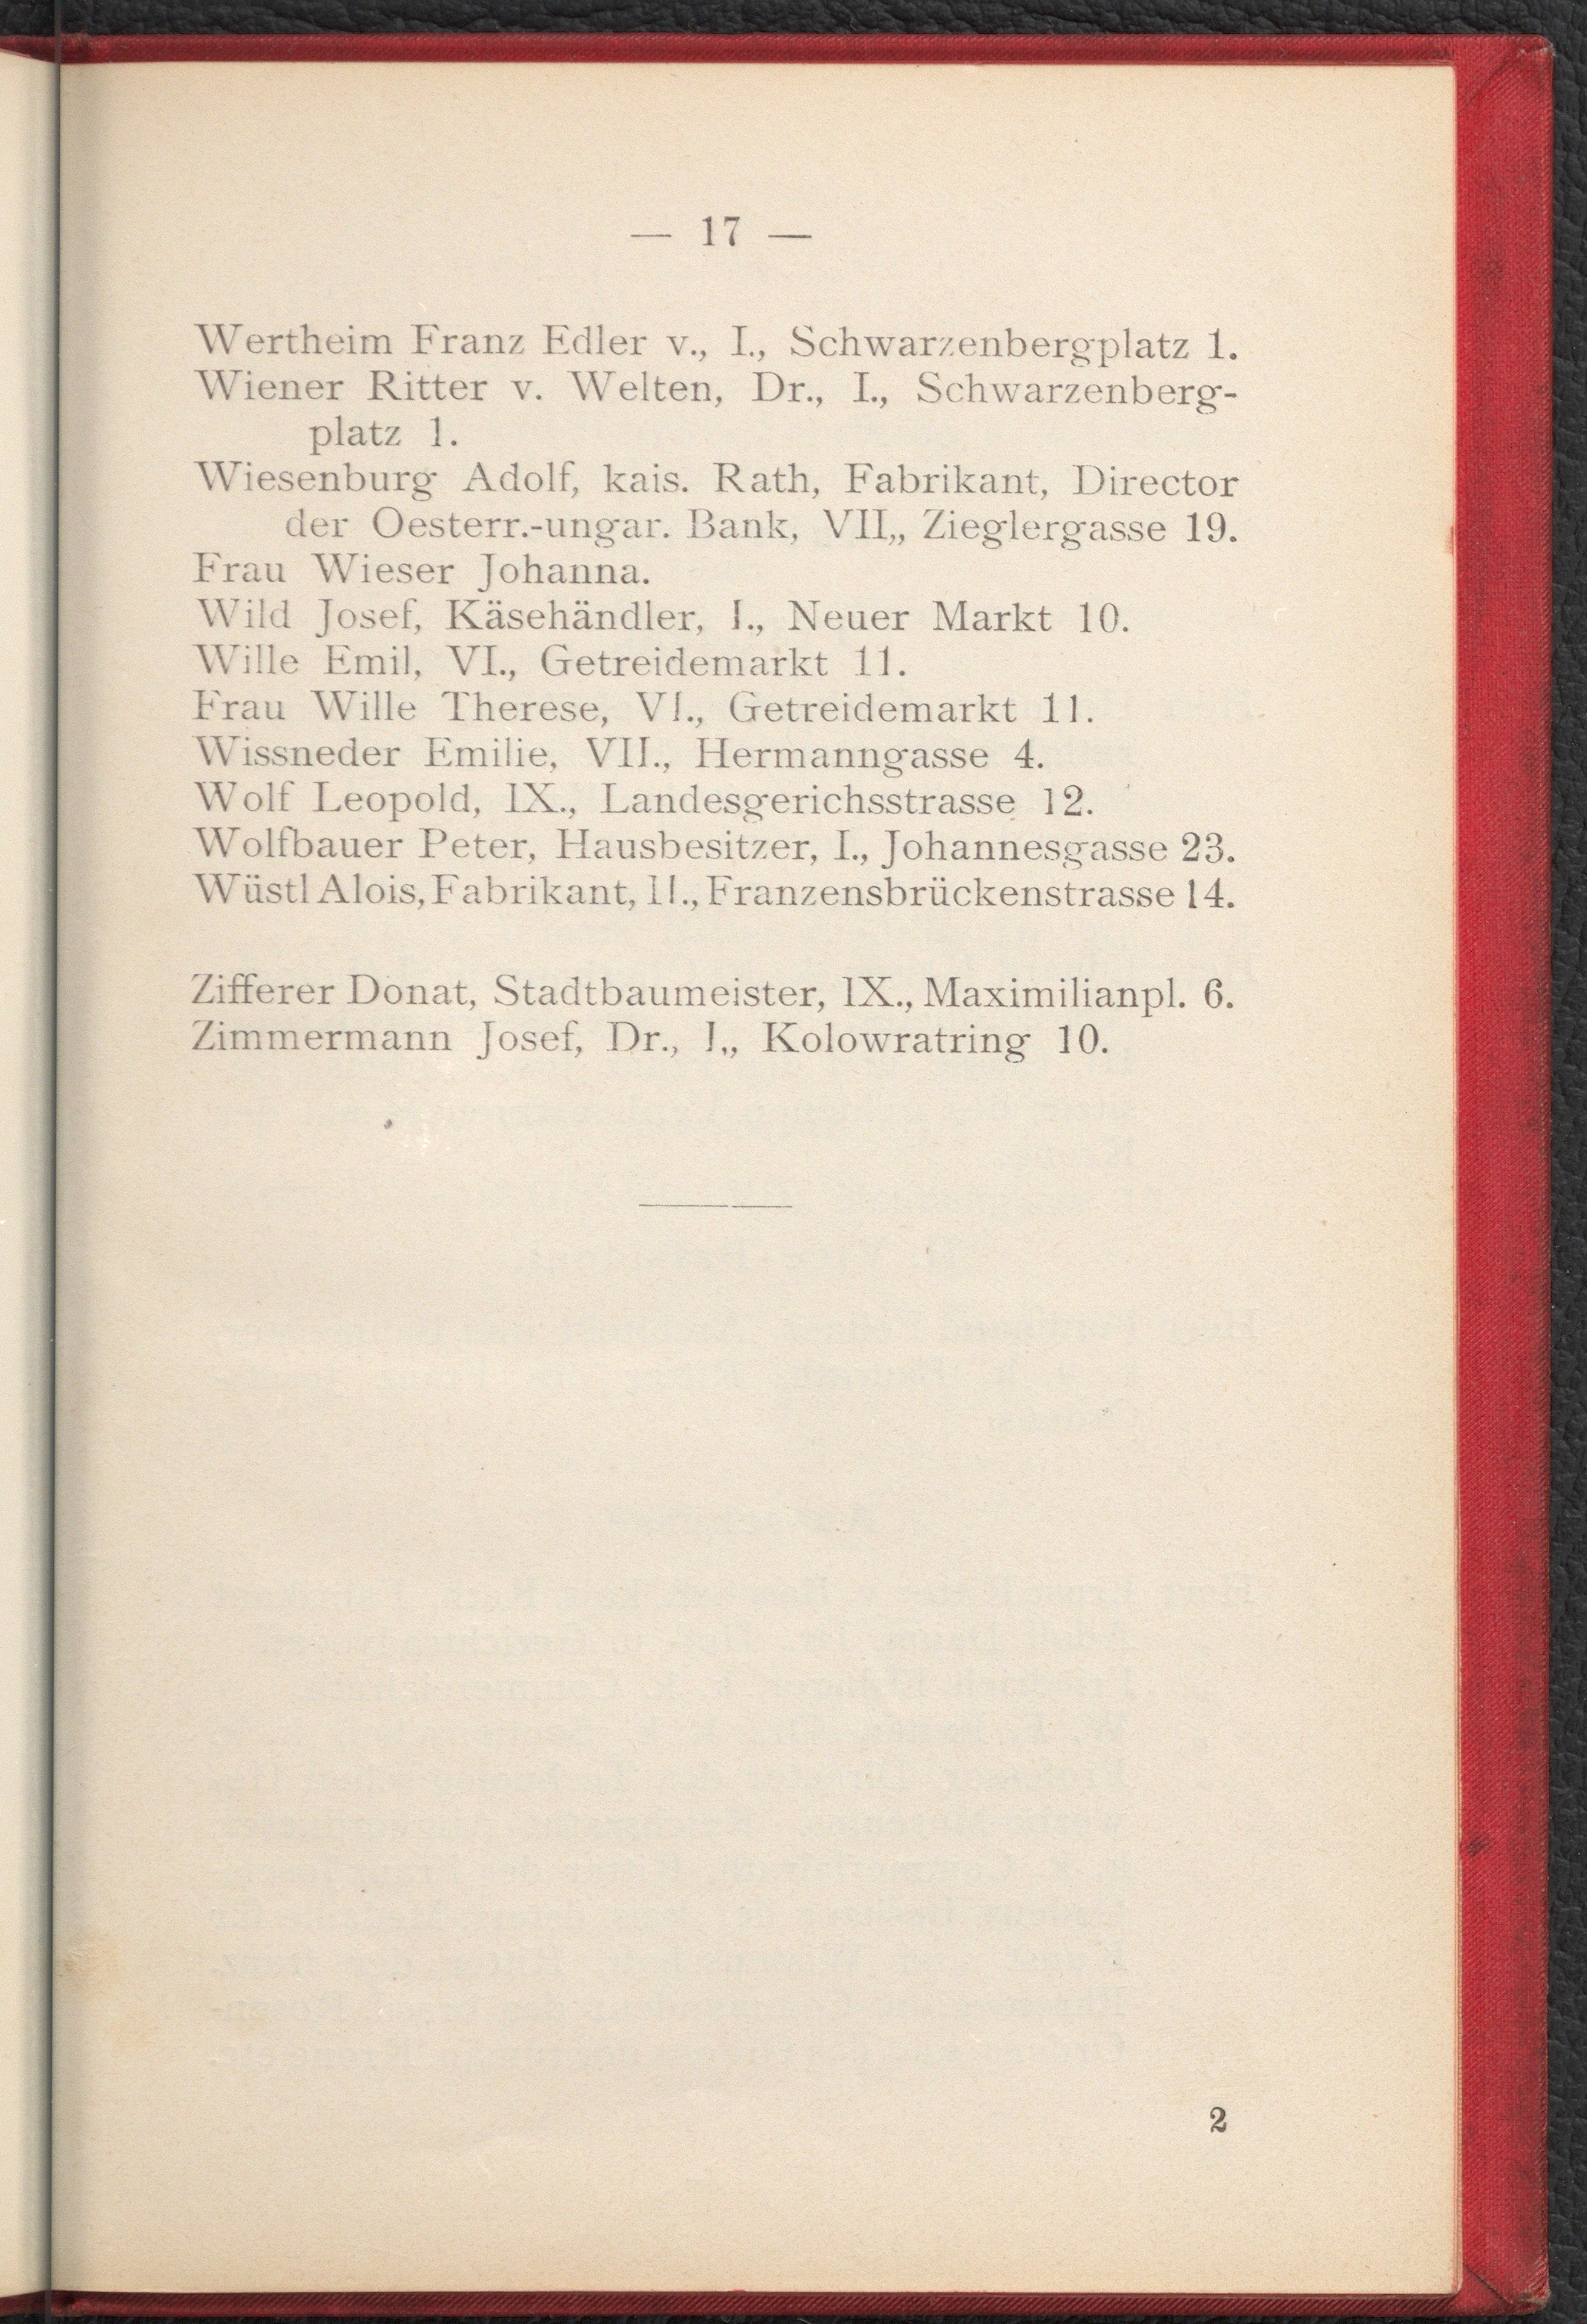 — 17 —
Wertheim Franz Edler v., I., Schwarzenbergplatz 1.
Wiener Ritter v. Welten, Dr., I., Schwarzenberg-
platz 1.
Wiesenburg Adolf, kais. Rath, Fabrikant, Director
der Oesterr.-ungar. Bank, VII,, Zieglergasse 19.
Frau Wieser Johanna.
Wild Josef, Käsehändler, I., Neuer Markt 10.
Wille Emil, VI., Getreidemarkt 11.
Frau Wille Therese, VI., Getreidemarkt 11.
Wissneder Emilie, VII., Hermanngasse 4.
Wolf Leopold, IX., Landesgerichsstrasse 12.
Wolfbauer Peter, Hausbesitzer, I., Johannesgasse 23.
Wüstl Alois, Fabrikant, II., Franzensbrückenstrasse 14.
Zifferer Donat, Stadtbaumeister, IX., Maximilianpl. 6.
Zimmermann Josef, Dr., I,, Kolowratring 10.
2